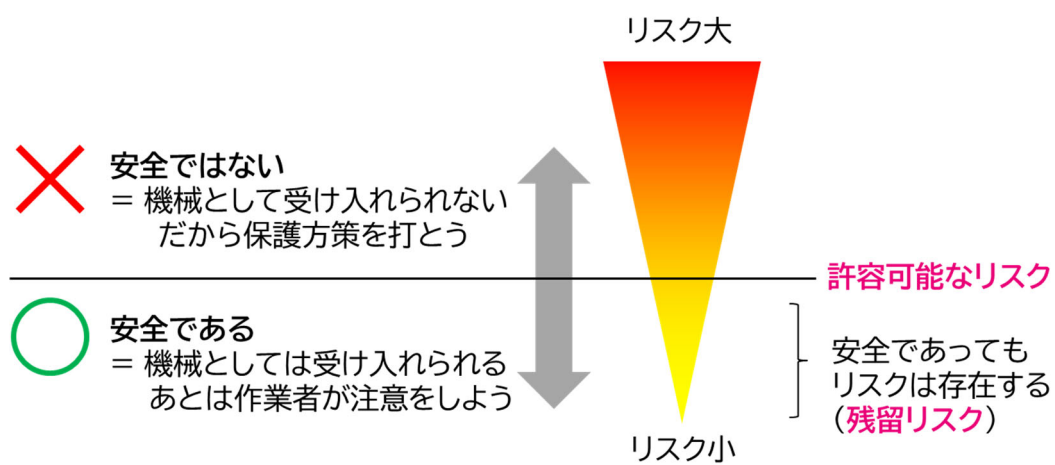 リスク大
安全ではない
= 機械として受け入れられない
だから保護方策を打とう
許容可能なリスク
安全である
= 機械としては受け入れられる
あとは作業者が注意をしよう
安全であっても
リスクは存在する
(残留リスク)
リスク小